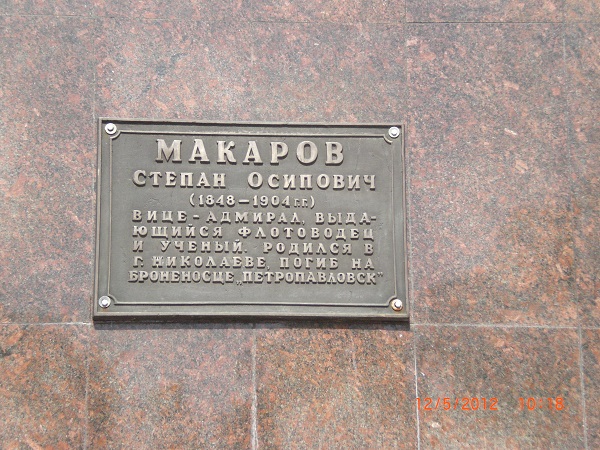 МАКАРОВ
СТЕПАН ОСИПОВИЧ
(1848-1904 г.г.)
ВИЦЕ-АДМИРАЛ, ВЫДА-
ЮЩИЙСЯ ФЛОТОВОДЕЦ
И УЧЕНЫЙ. РОДИЛСЯ В
Г. НИКОЛАЕВЕ, ПОГИБ НА
БРОНЕНОСЦЕ „ПЕТРОПАВЛОВСК"
12/5/2012 10:18